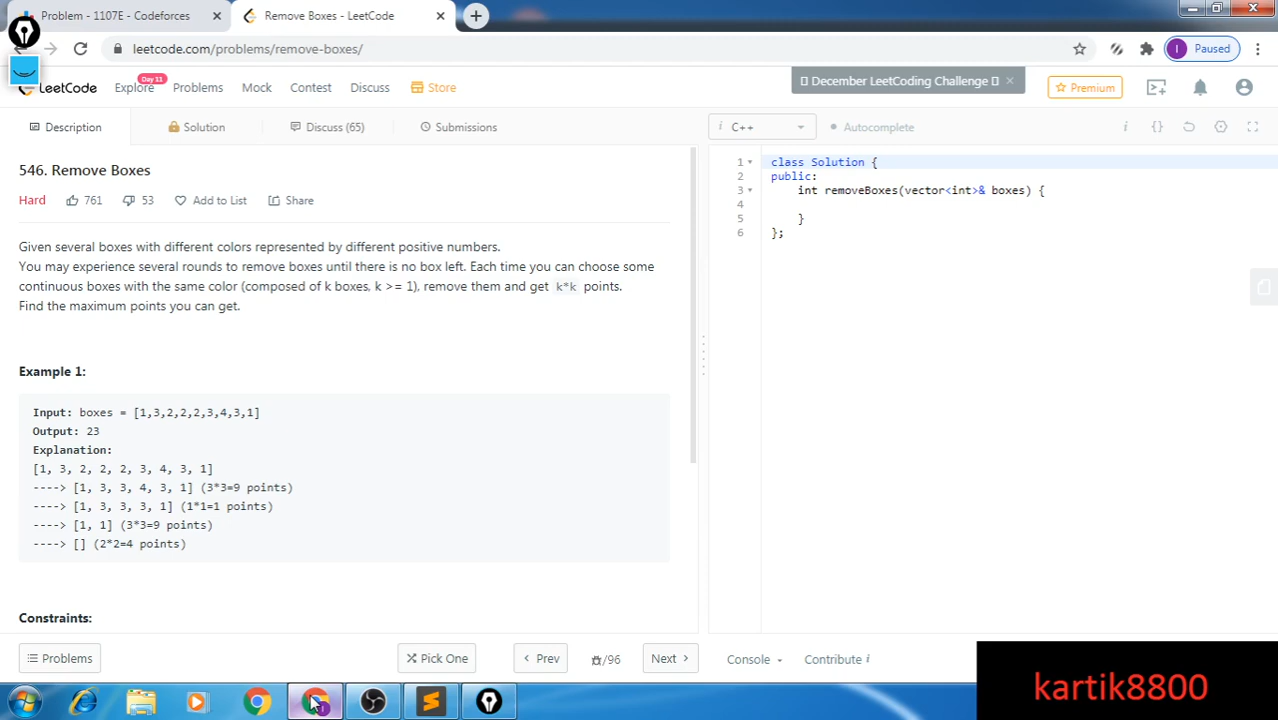 Problem - 1107E - Codeforces
Remove Boxes - LeetCode
leetcode.com/problems/remove-boxes/
I
Paused
LeetCode
Explore
Day 11
Problems
Mock
Contest
Discuss
Store
December LeetCoding Challenge
Premium
Description
Solution
Discuss (65)
Submissions
i
C++
Autocomplete
i
{}
546. Remove Boxes
Hard
761
53
Add to List
Share
Given several boxes with different colors represented by different positive numbers.
You may experience several rounds to remove boxes until there is no box left. Each time you can choose some
continuous boxes with the same color (composed of k boxes, k >= 1), remove them and get k*k points.
Find the maximum points you can get.
Example 1:
Input: boxes = [1,3,2,2,2,3,4,3,1]
Output: 23
Explanation:
[1, 3, 2, 2, 2, 3, 4, 3, 1]
----> [1, 3, 3, 4, 3, 1] (3*3=9 points)
----> [1, 3, 3, 3, 1] (1*1=1 points)
----> [1, 1] (3*3=9 points)
----> [] (2*2=4 points)
Constraints:
1 class Solution {
2 public:
3 int removeBoxes(vector<int>& boxes) {
4
5 }
6 };
Problems
Pick One
Prev
/96
Next
Console
Contribute i
kartik8800